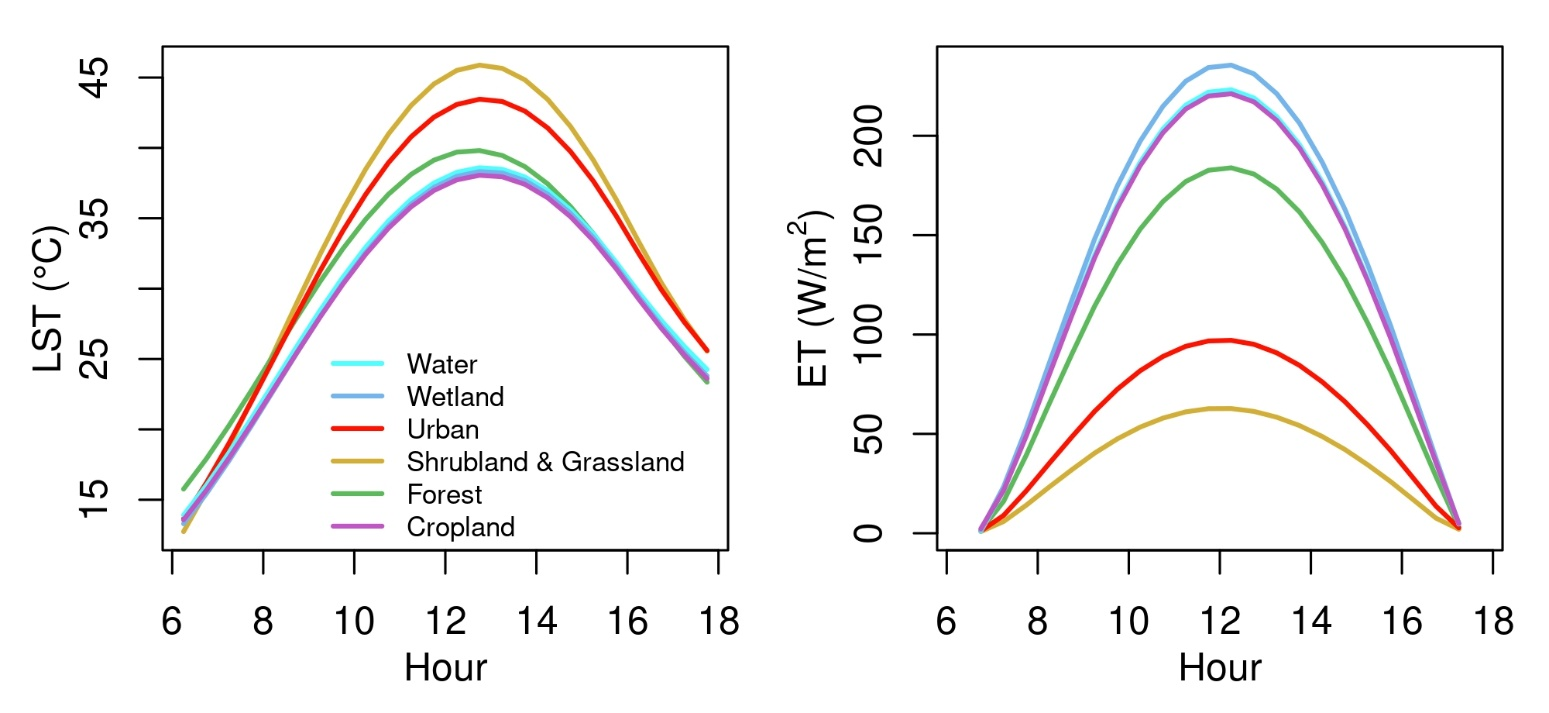 LST (°C)
45
35
25
15
Water
Wetland
Urban
Shrubland & Grassland
Forest
Cropland
6 8 10 12 14 16 18
Hour
ET (W/m²)
200
150
100
50
0
6 8 10 12 14 16 18
Hour